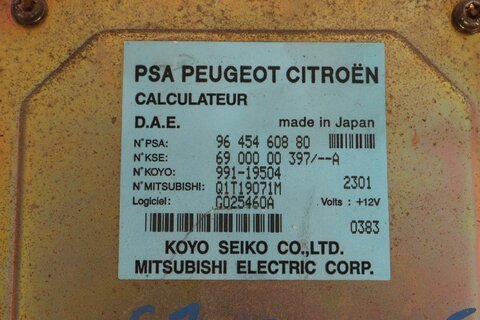 PSA PEUGEOT CITROËN
CALCULATEUR
D.A.E. made in Japan
N°PSA: 96 454 608 80
N°KSE: 69 000 00 397/--A
N°KOYO: 991-19504
N°MITSUBISHI: Q1T19071M 2301
Logiciel: G025460A Volts : +12V
0383
KOYO SEIKO CO.,LTD.
MITSUBISHI ELECTRIC CORP.